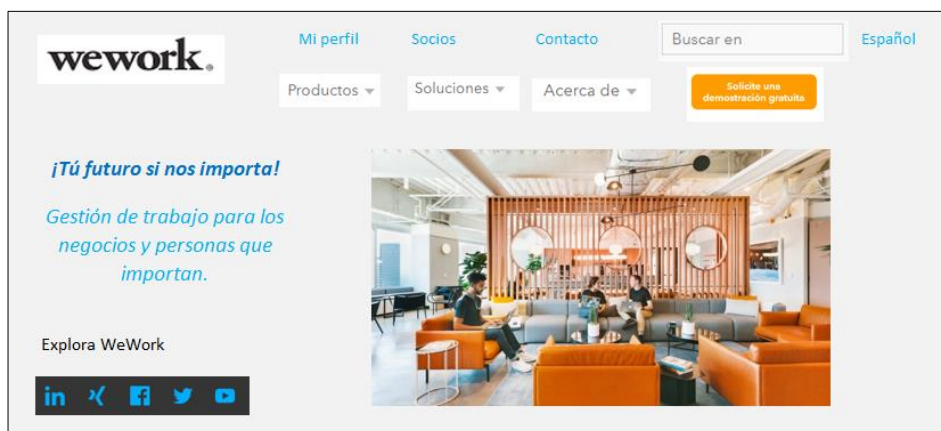 wework®
Mi perfil Socios Contacto Buscar en Español
Productos Soluciones Acerca de
Solicite una
demostración gratuita
¡Tú futuro si nos importa!
Gestión de trabajo para los
negocios y personas que
importan.
Explora WeWork
in